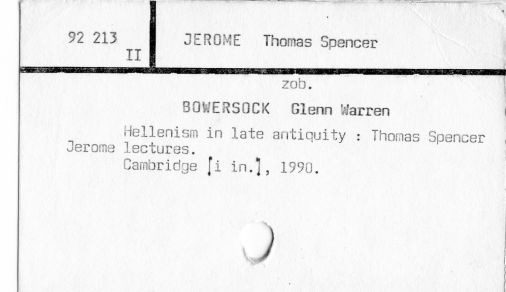 92 213 JEROME Thomas Spencer
II
zob.
BOWERSOCK Glenn Warren
Hellenism in late antiquity : Thomas Spencer
Jerome lectures.
Cambridge [i in.], 1990.